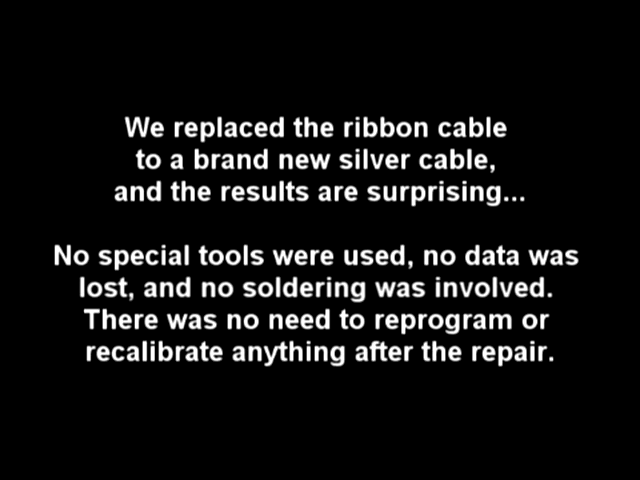 We replaced the ribbon cable
to a brand new silver cable,
and the results are surprising...
No special tools were used, no data was
lost, and no soldering was involved.
There was no need to reprogram or
recalibrate anything after the repair.